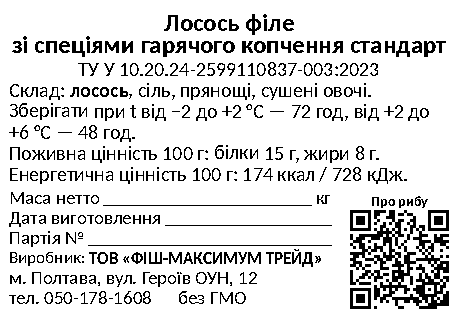 Лосось філе
зі спеціями гарячого копчення стандарт
ТУ У 10.20.24-2599110837-003:2023
Склад: лосось, сіль, прянощі, сушені овочі.
Зберігати при t від −2 до +2 °С — 72 год, від +2 до
+6 °С — 48 год.
Поживна цінність 100 г: білки 15 г, жири 8 г.
Енергетична цінність 100 г: 174 ккал / 728 кДж.
Маса нетто ______________________ кг
Дата виготовлення _________________
Партія № _________________________
Про рибу
Виробник: ТОВ «ФІШ-МАКСИМУМ ТРЕЙД»
м. Полтава, вул. Героїв ОУН, 12
тел. 050-178-1608 без ГМО